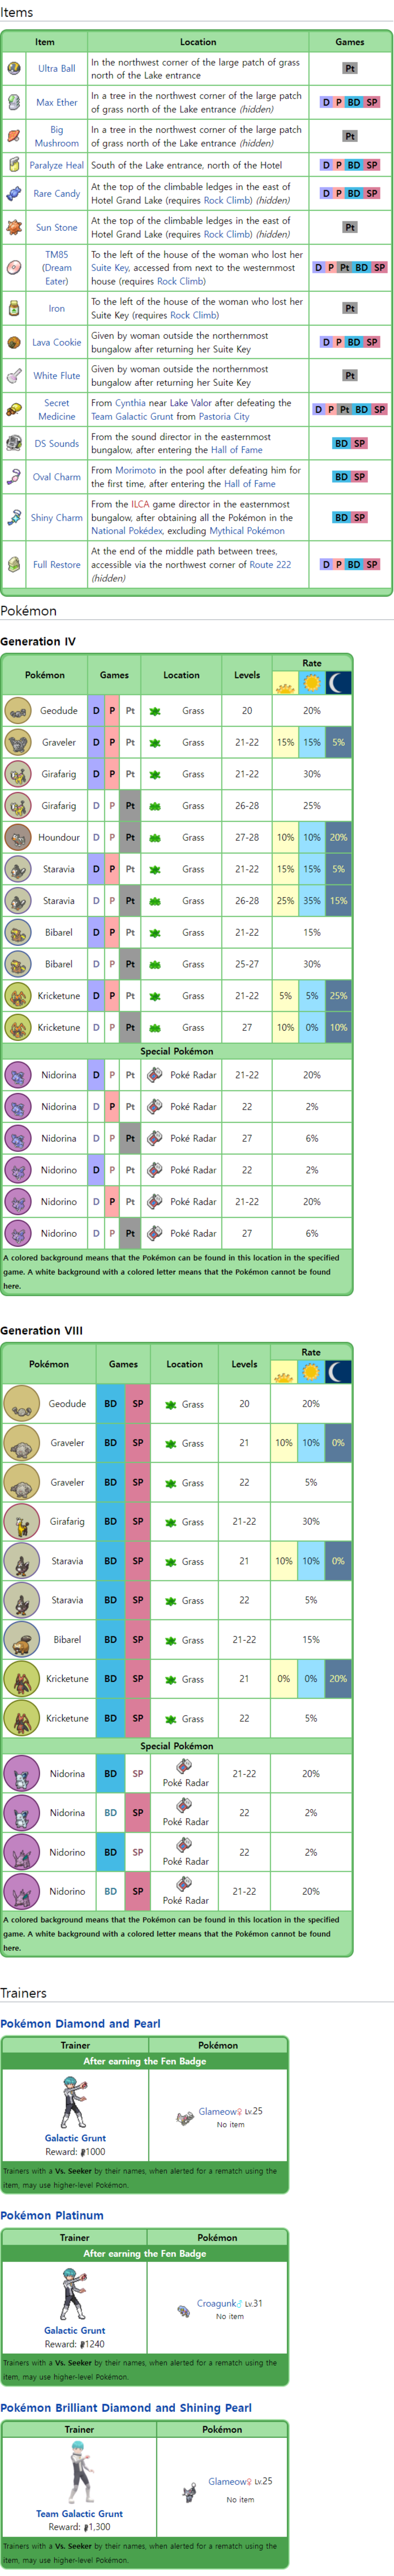 Items
Item Location Games
Ultra Ball
In the northwest corner of the large patch of grass
north of the Lake entrance
Pt
Max Ether
In a tree in the northwest corner of the large patch
of grass north of the Lake entrance (hidden)
D P BD SP
Big
Mushroom
In a tree in the northwest corner of the large patch
of grass north of the Lake entrance (hidden)
Pt
Paralyze Heal South of the Lake entrance, north of the Hotel D P BD SP
Rare Candy
At the top of the climbable ledges in the east of
Hotel Grand Lake (requires Rock Climb) (hidden)
D P BD SP
Sun Stone
At the top of the climbable ledges in the east of
Hotel Grand Lake (requires Rock Climb) (hidden)
Pt
TM85
(Dream
Eater)
To the left of the house of the woman who lost her
Suite Key, accessed from next to the westernmost
house (requires Rock Climb)
D P Pt BD SP
Iron
To the left of the house of the woman who lost her
Suite Key (requires Rock Climb)
Pt
Lava Cookie
Given by woman outside the northernmost
bungalow after returning her Suite Key
D P BD SP
White Flute
Given by woman outside the northernmost
bungalow after returning her Suite Key
Pt
Secret
Medicine
From Cynthia near Lake Valor after defeating the
Team Galactic Grunt from Pastoria City
D P Pt BD SP
DS Sounds
From the sound director in the easternmost
bungalow, after entering the Hall of Fame
BD SP
Oval Charm
From Morimoto in the pool after defeating him for
the first time, after entering the Hall of Fame
BD SP
Shiny Charm
From the ILCA game director in the easternmost
bungalow, after obtaining all the Pokémon in the
National Pokédex, excluding Mythical Pokémon
BD SP
Full Restore
At the end of the middle path between trees,
accessible via the northwest corner of Route 222
(hidden)
D P BD SP
Pokémon
Generation IV
Pokémon Games Location Levels Rate
Geodude D P Pt Grass 20 20%
Graveler D P Pt Grass 21-22 15% 15% 5%
Girafarig D P Pt Grass 21-22 30%
Girafarig D P Pt Grass 26-28 25%
Houndour D P Pt Grass 27-28 10% 10% 20%
Staravia D P Pt Grass 21-22 15% 15% 5%
Staravia D P Pt Grass 26-28 25% 35% 15%
Bibarel D P Pt Grass 21-22 15%
Bibarel D P Pt Grass 25-27 30%
Kricketune D P Pt Grass 21-22 5% 5% 25%
Kricketune D P Pt Grass 27 10% 0% 10%
Special Pokémon
Nidorina D P Pt Poké Radar 21-22 20%
Nidorina D P Pt Poké Radar 22 2%
Nidorina D P Pt Poké Radar 27 6%
Nidorino D P Pt Poké Radar 22 2%
Nidorino D P Pt Poké Radar 21-22 20%
Nidorino D P Pt Poké Radar 27 6%
A colored background means that the Pokémon can be found in this location in the specified
game. A white background with a colored letter means that the Pokémon cannot be found
here.
Generation VIII
Pokémon Games Location Levels Rate
Geodude BD SP Grass 20 20%
Graveler BD SP Grass 21 10% 10% 0%
Graveler BD SP Grass 22 5%
Girafarig BD SP Grass 21-22 30%
Staravia BD SP Grass 21 10% 10% 0%
Staravia BD SP Grass 22 5%
Bibarel BD SP Grass 21-22 15%
Kricketune BD SP Grass 21 0% 0% 20%
Kricketune BD SP Grass 22 5%
Special Pokémon
Nidorina BD SP Poké Radar 21-22 20%
Nidorina BD SP Poké Radar 22 2%
Nidorino BD SP Poké Radar 22 2%
Nidorino BD SP Poké Radar 21-22 20%
A colored background means that the Pokémon can be found in this location in the specified
game. A white background with a colored letter means that the Pokémon cannot be found
here.
Trainers
Pokémon Diamond and Pearl
Trainer Pokémon
After earning the Fen Badge
Glameow♀ Lv.25
No item
Galactic Grunt
Reward: 1000
Trainers with a Vs. Seeker by their names, when alerted for a rematch using the
item, may use higher-level Pokémon.
Pokémon Platinum
Trainer Pokémon
After earning the Fen Badge
Croagunk♂ Lv.31
No item
Galactic Grunt
Reward: 1240
Trainers with a Vs. Seeker by their names, when alerted for a rematch using the
item, may use higher-level Pokémon.
Pokémon Brilliant Diamond and Shining Pearl
Trainer Pokémon
Glameow♀ Lv.25
No item
Team Galactic Grunt
Reward: 1,300
Trainers with a Vs. Seeker by their names, when alerted for a rematch using the
item, may use higher-level Pokémon.